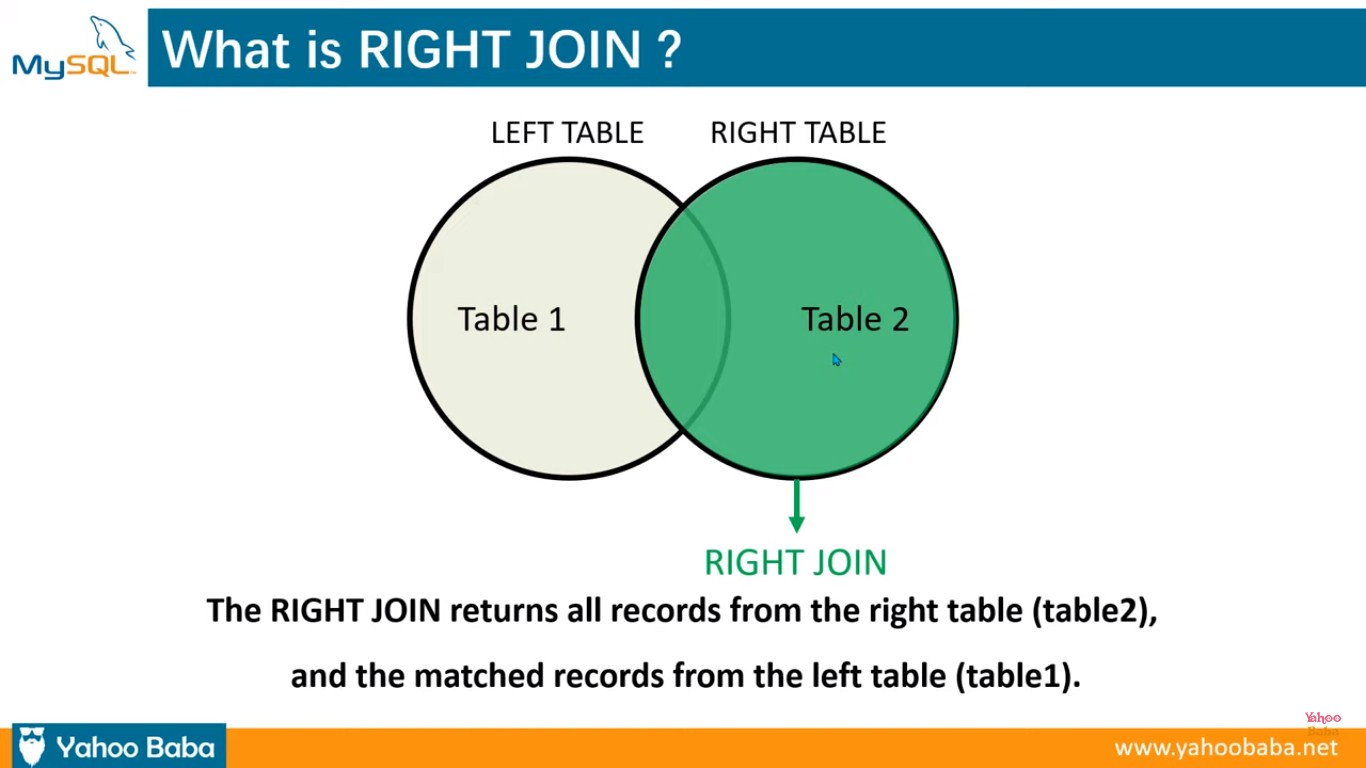 MySQL
What is RIGHT JOIN ?
LEFT TABLE
RIGHT TABLE
Table 1
Table 2
RIGHT JOIN
The RIGHT JOIN returns all records from the right table (table2),
and the matched records from the left table (table1).
Yahoo
Baba
Yahoo Baba
www.yahoobaba.net